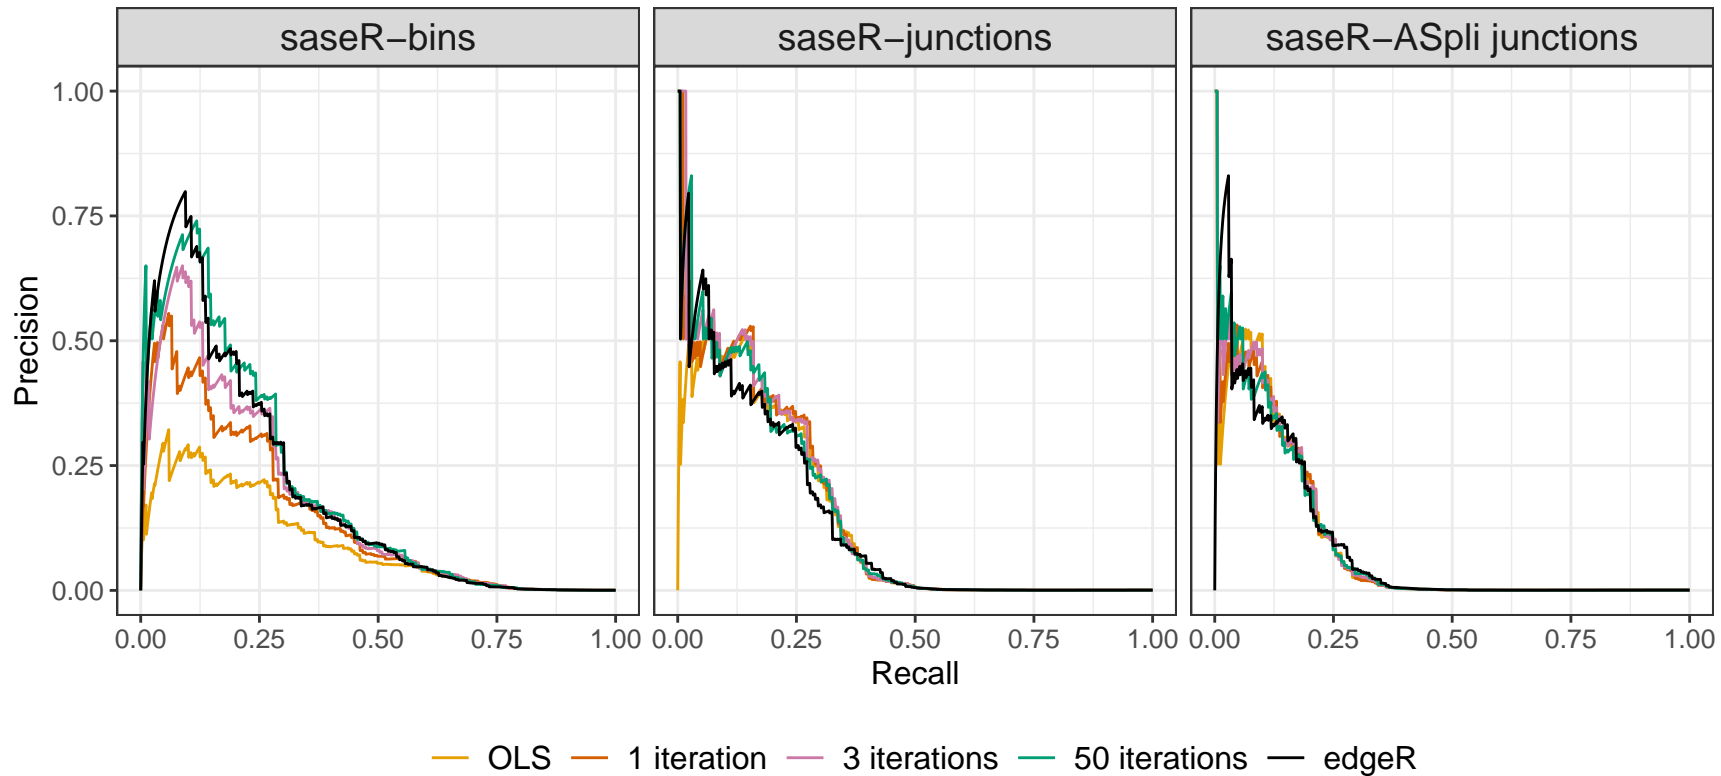 saseR−bins
saseR−junctions
saseR−ASpli junctions
Precision
1.00
0.75
0.50
0.25
0.00
0.00 0.25 0.50 0.75 1.00
0.00 0.25 0.50 0.75 1.00
0.00 0.25 0.50 0.75 1.00
Recall
OLS 1 iteration 3 iterations 50 iterations edgeR